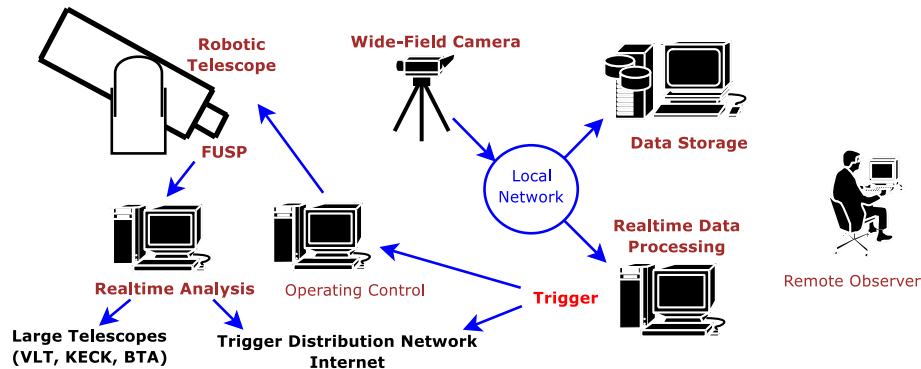 Robotic
Telescope
Wide-Field Camera
FUSP
Data Storage
Local
Network
Realtime Data
Processing
Remote Observer
Realtime Analysis
Operating Control
Trigger
Large Telescopes
(VLT, KECK, BTA)
Trigger Distribution Network
Internet